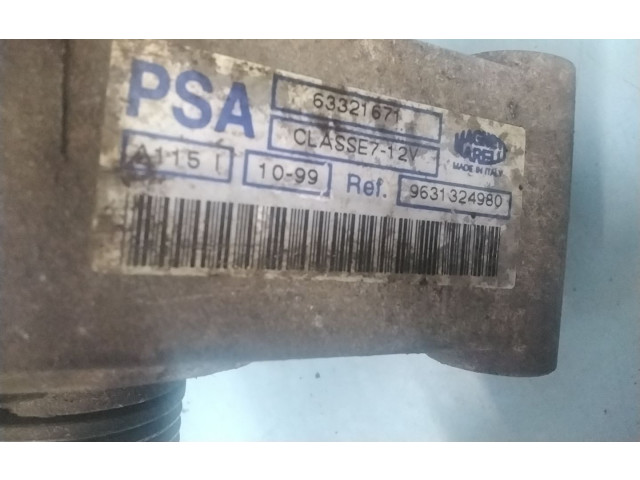 PSA
63321671
CLASSE7-12V
MAGNETI
MARELLI
MADE IN ITALY
A115 I
10-99
Ref.
9631324980